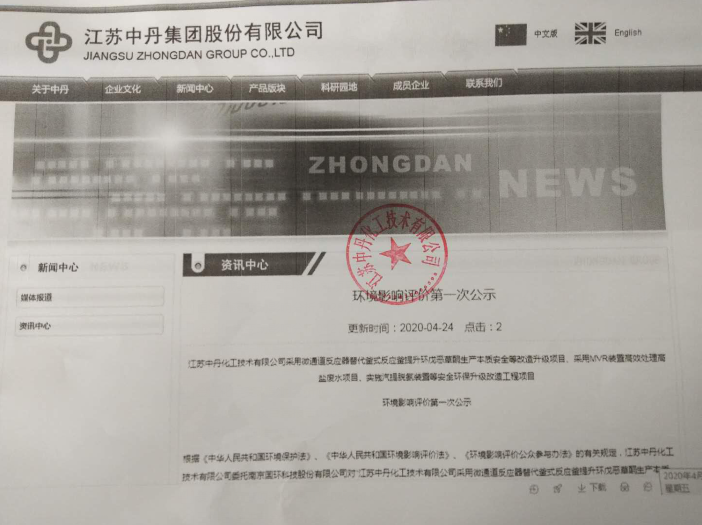 江苏中丹集团股份有限公司
JIANGSU ZHONGDAN GROUP CO.,LTD
中文版
English
关于中丹 企业文化 新闻中心 产品版块 科研园地 成员企业 联系我们
ZHONGDAN
NEWS
江苏中丹化工技术有限公司
新闻中心
资讯中心
媒体报道
资讯中心
环境影响评价第一次公示
更新时间：2020-04-24 点击：2
江苏中丹化工技术有限公司采用微通道反应器替代釜式反应釜提升环戊恶草酮生产本质安全等改造升级项目、采用MVR装置高效处理高
盐废水项目、实施汽提脱氨装置等安全环保升级改造工程项目
环境影响评价第一次公示
根据《中华人民共和国环境保护法》、《中华人民共和国环境影响评价法》、《环境影响评价公众参与办法》的有关规定，江苏中丹化工
技术有限公司委托南京国环科技股份有限公司对“江苏中丹化工技术有限公司采用微通道反应器替代釜式反应釜提升环戊恶草酮生产本质
下载
2020年4月
星期五